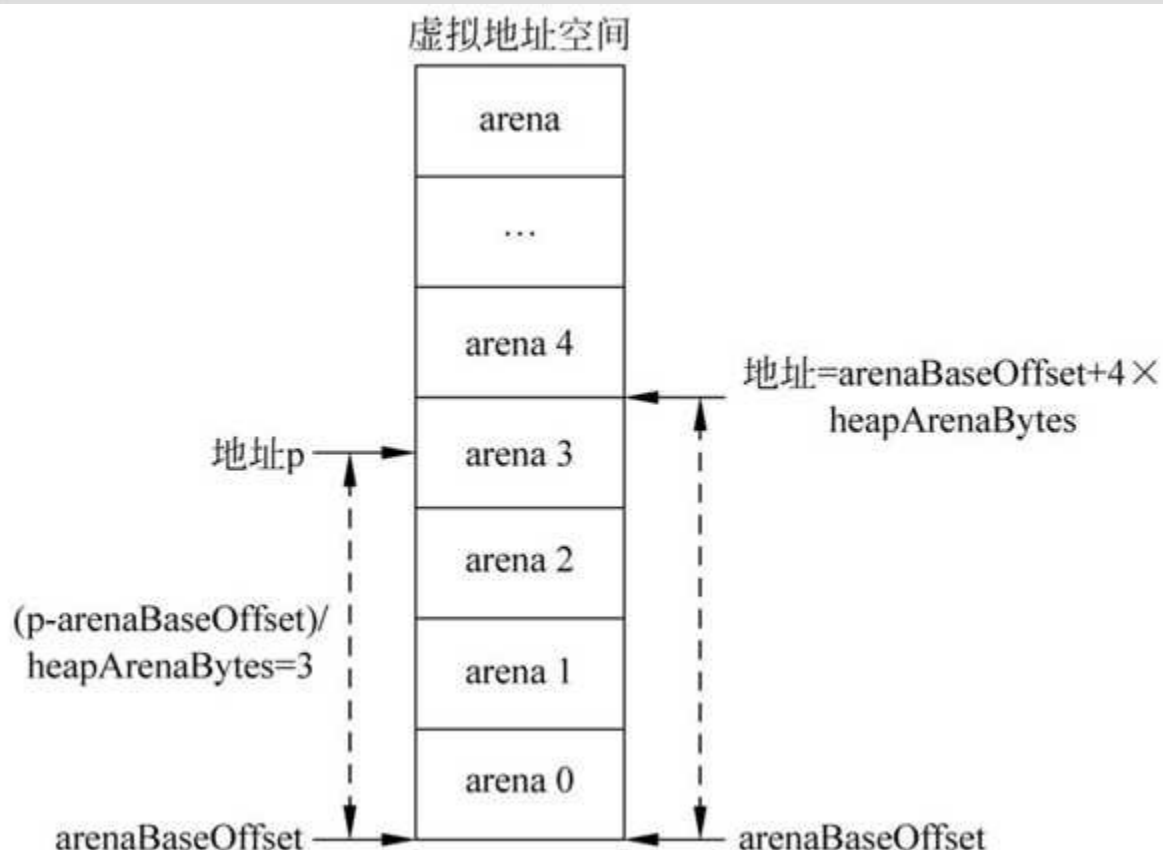 虚拟地址空间
arena
…
arena 4
地址=arenaBaseOffset+4×
heapArenaBytes
地址p
arena 3
arena 2
(p-arenaBaseOffset)/
heapArenaBytes=3
arena 1
arena 0
arenaBaseOffset
arenaBaseOffset